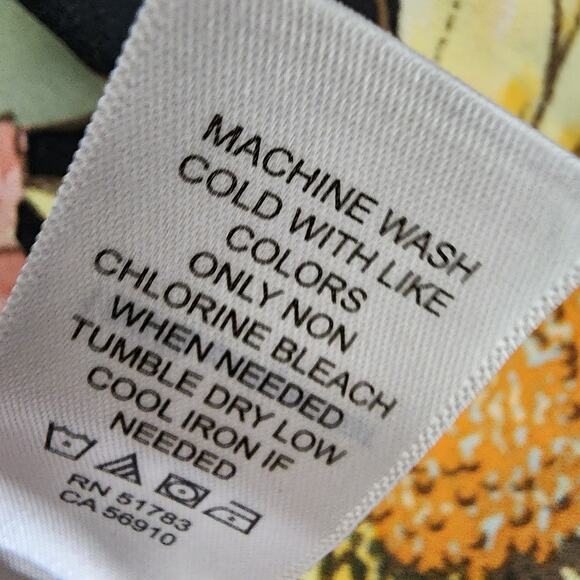 MACHINE WASH
COLD WITH LIKE
COLORS
ONLY NON
CHLORINE BLEACH
WHEN NEEDED
TUMBLE DRY LOW
COOL IRON IF
NEEDED
RN 51783
CA 56910